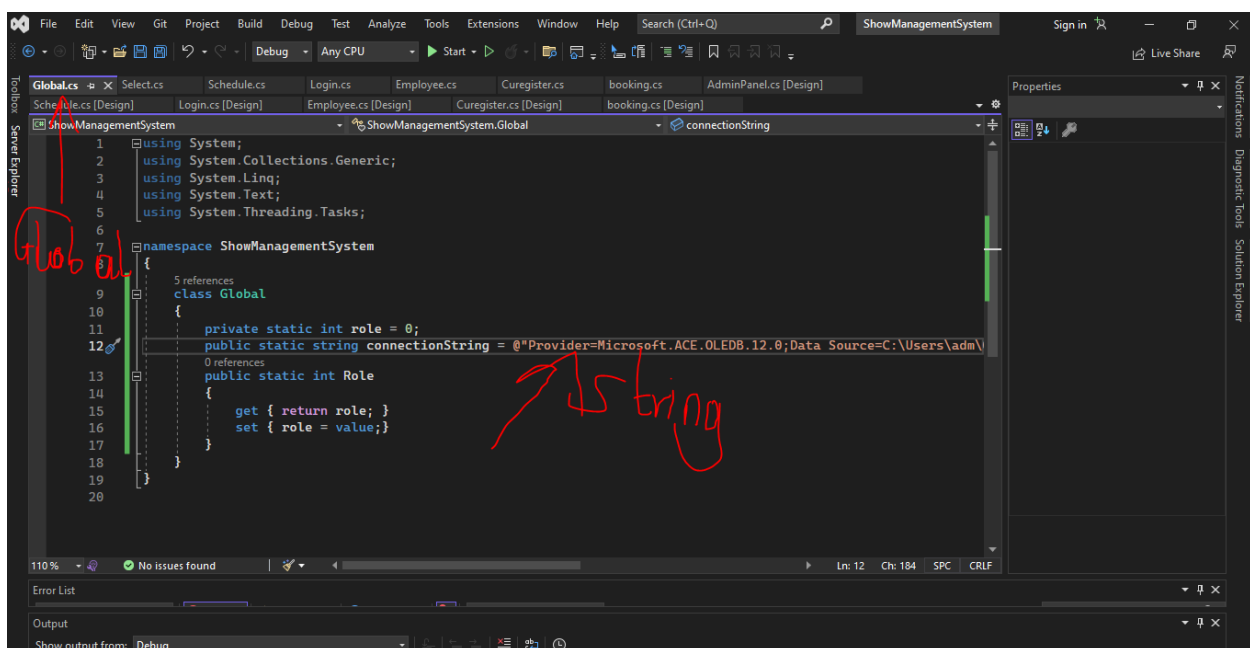 File Edit View Git Project Build Debug Test Analyze Tools Extensions Window Help Search (Ctrl+Q) ShowManagementSystem Sign in
Debug Any CPU Start Live Share
Global.cs Select.cs Schedule.cs Login.cs Employee.cs Curegister.cs booking.cs AdminPanel.cs [Design] Properties
Schedule.cs [Design] Login.cs [Design] Employee.cs [Design] Curegister.cs [Design] booking.cs [Design]
ShowManagementSystem ShowManagementSystem.Global connectionString
Toolbox
Server Explorer
Notifications
Diagnostic Tools
Solution Explorer
1 using System;
2 using System.Collections.Generic;
3 using System.Linq;
4 using System.Text;
5 using System.Threading.Tasks;
6
Global
7 namespace ShowManagementSystem
8 {
5 references
9 class Global
10 {
11 private static int role = 0;
12 public static string connectionString = @"Provider=Microsoft.ACE.OLEDB.12.0;Data Source=C:\Users\adm\
0 references
13 public static int Role
14 {
15 get { return role; }
16 set { role = value;}
17 }
String
18 }
19 }
20
110 % No issues found Ln: 12 Ch: 184 SPC CRLF
Error List
Output
Show output from: Debug